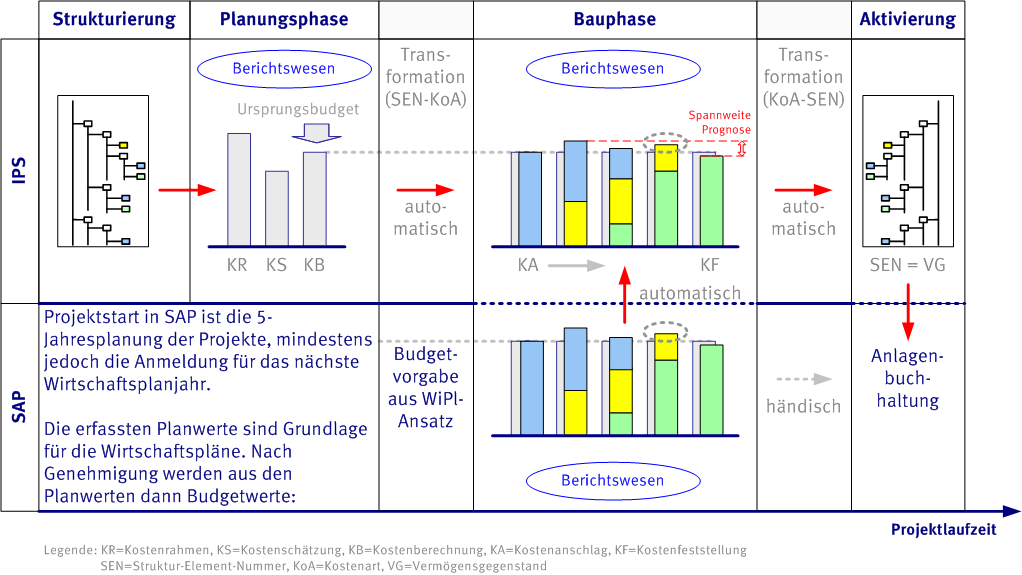 Strukturierung
Planungsphase
Bauphase
Aktivierung
IPS
Berichtswesen
Ursprungsbudget
KR
KS
KB
Trans-
formation
(SEN-KoA)
auto-
matisch
Berichtswesen
Spannweite
Prognose
KA
KF
automatisch
Trans-
formation
(KoA-SEN)
auto-
matisch
SEN = VG
SAP
Projektstart in SAP ist die 5-
Jahresplanung der Projekte, mindestens
jedoch die Anmeldung für das nächste
Wirtschaftsplanjahr.
Die erfassten Planwerte sind Grundlage
für die Wirtschaftspläne. Nach
Genehmigung werden aus den
Planwerten dann Budgetwerte:
Budget-
vorgabe
aus WiPl-
Ansatz
Berichtswesen
händisch
Anlagen-
buch-
haltung
Projektlaufzeit
Legende: KR=Kostenrahmen, KS=Kostenschätzung, KB=Kostenberechnung, KA=Kostenanschlag, KF=Kostenfeststellung
SEN=Struktur-Element-Nummer, KoA=Kostenart, VG=Vermögensgegenstand